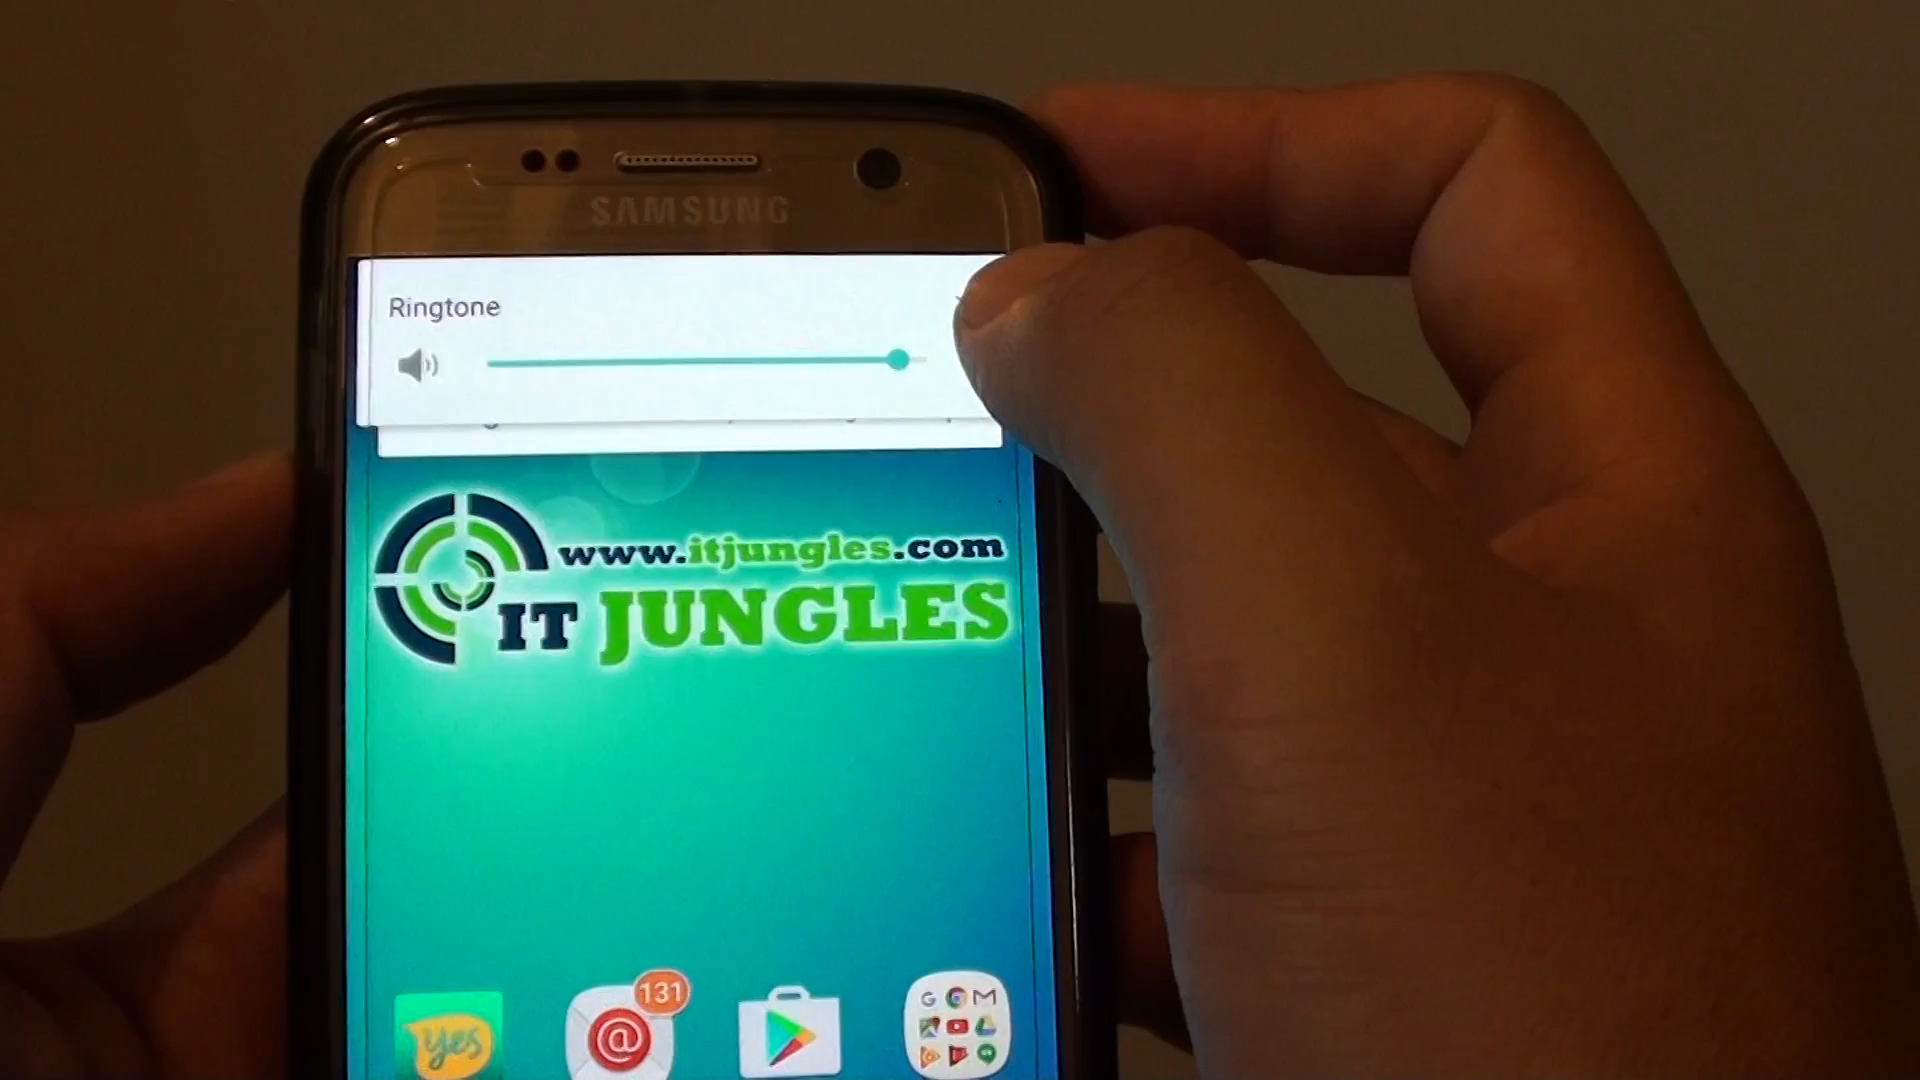 SAMSUNG
Ringtone
www.itjungles.com
IT JUNGLES
131
yes
@
G M